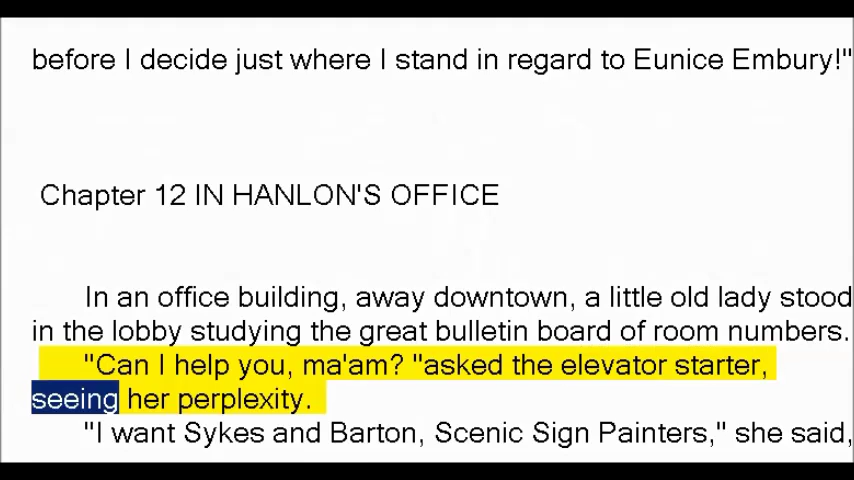 before I decide just where I stand in regard to Eunice Embury!"
Chapter 12 IN HANLON'S OFFICE
In an office building, away downtown, a little old lady stood
in the lobby studying the great bulletin board of room numbers.
"Can I help you, ma'am? "asked the elevator starter,
seeing her perplexity.
"I want Sykes and Barton, Scenic Sign Painters," she said,